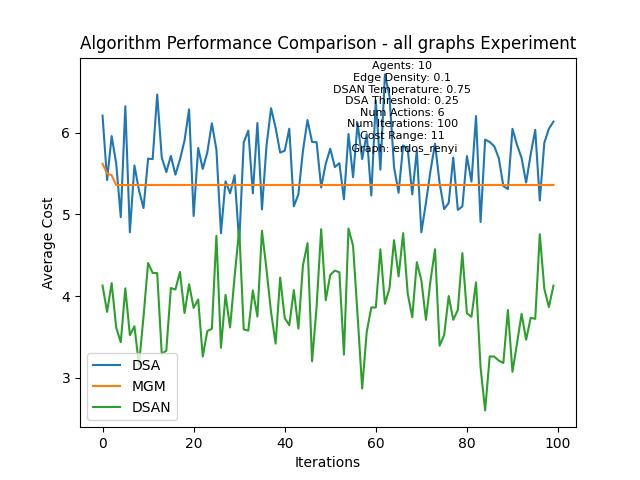 Algorithm Performance Comparison - all graphs Experiment
Agents: 10
Edge Density: 0.1
DSAN Temperature: 0.75
DSA Threshold: 0.25
Num Actions: 6
Num Iterations: 100
Cost Range: 11
Graph: erdos_renyi
Average Cost
6
5
4
3
DSA
MGM
DSAN
0 20 40 60 80 100
Iterations